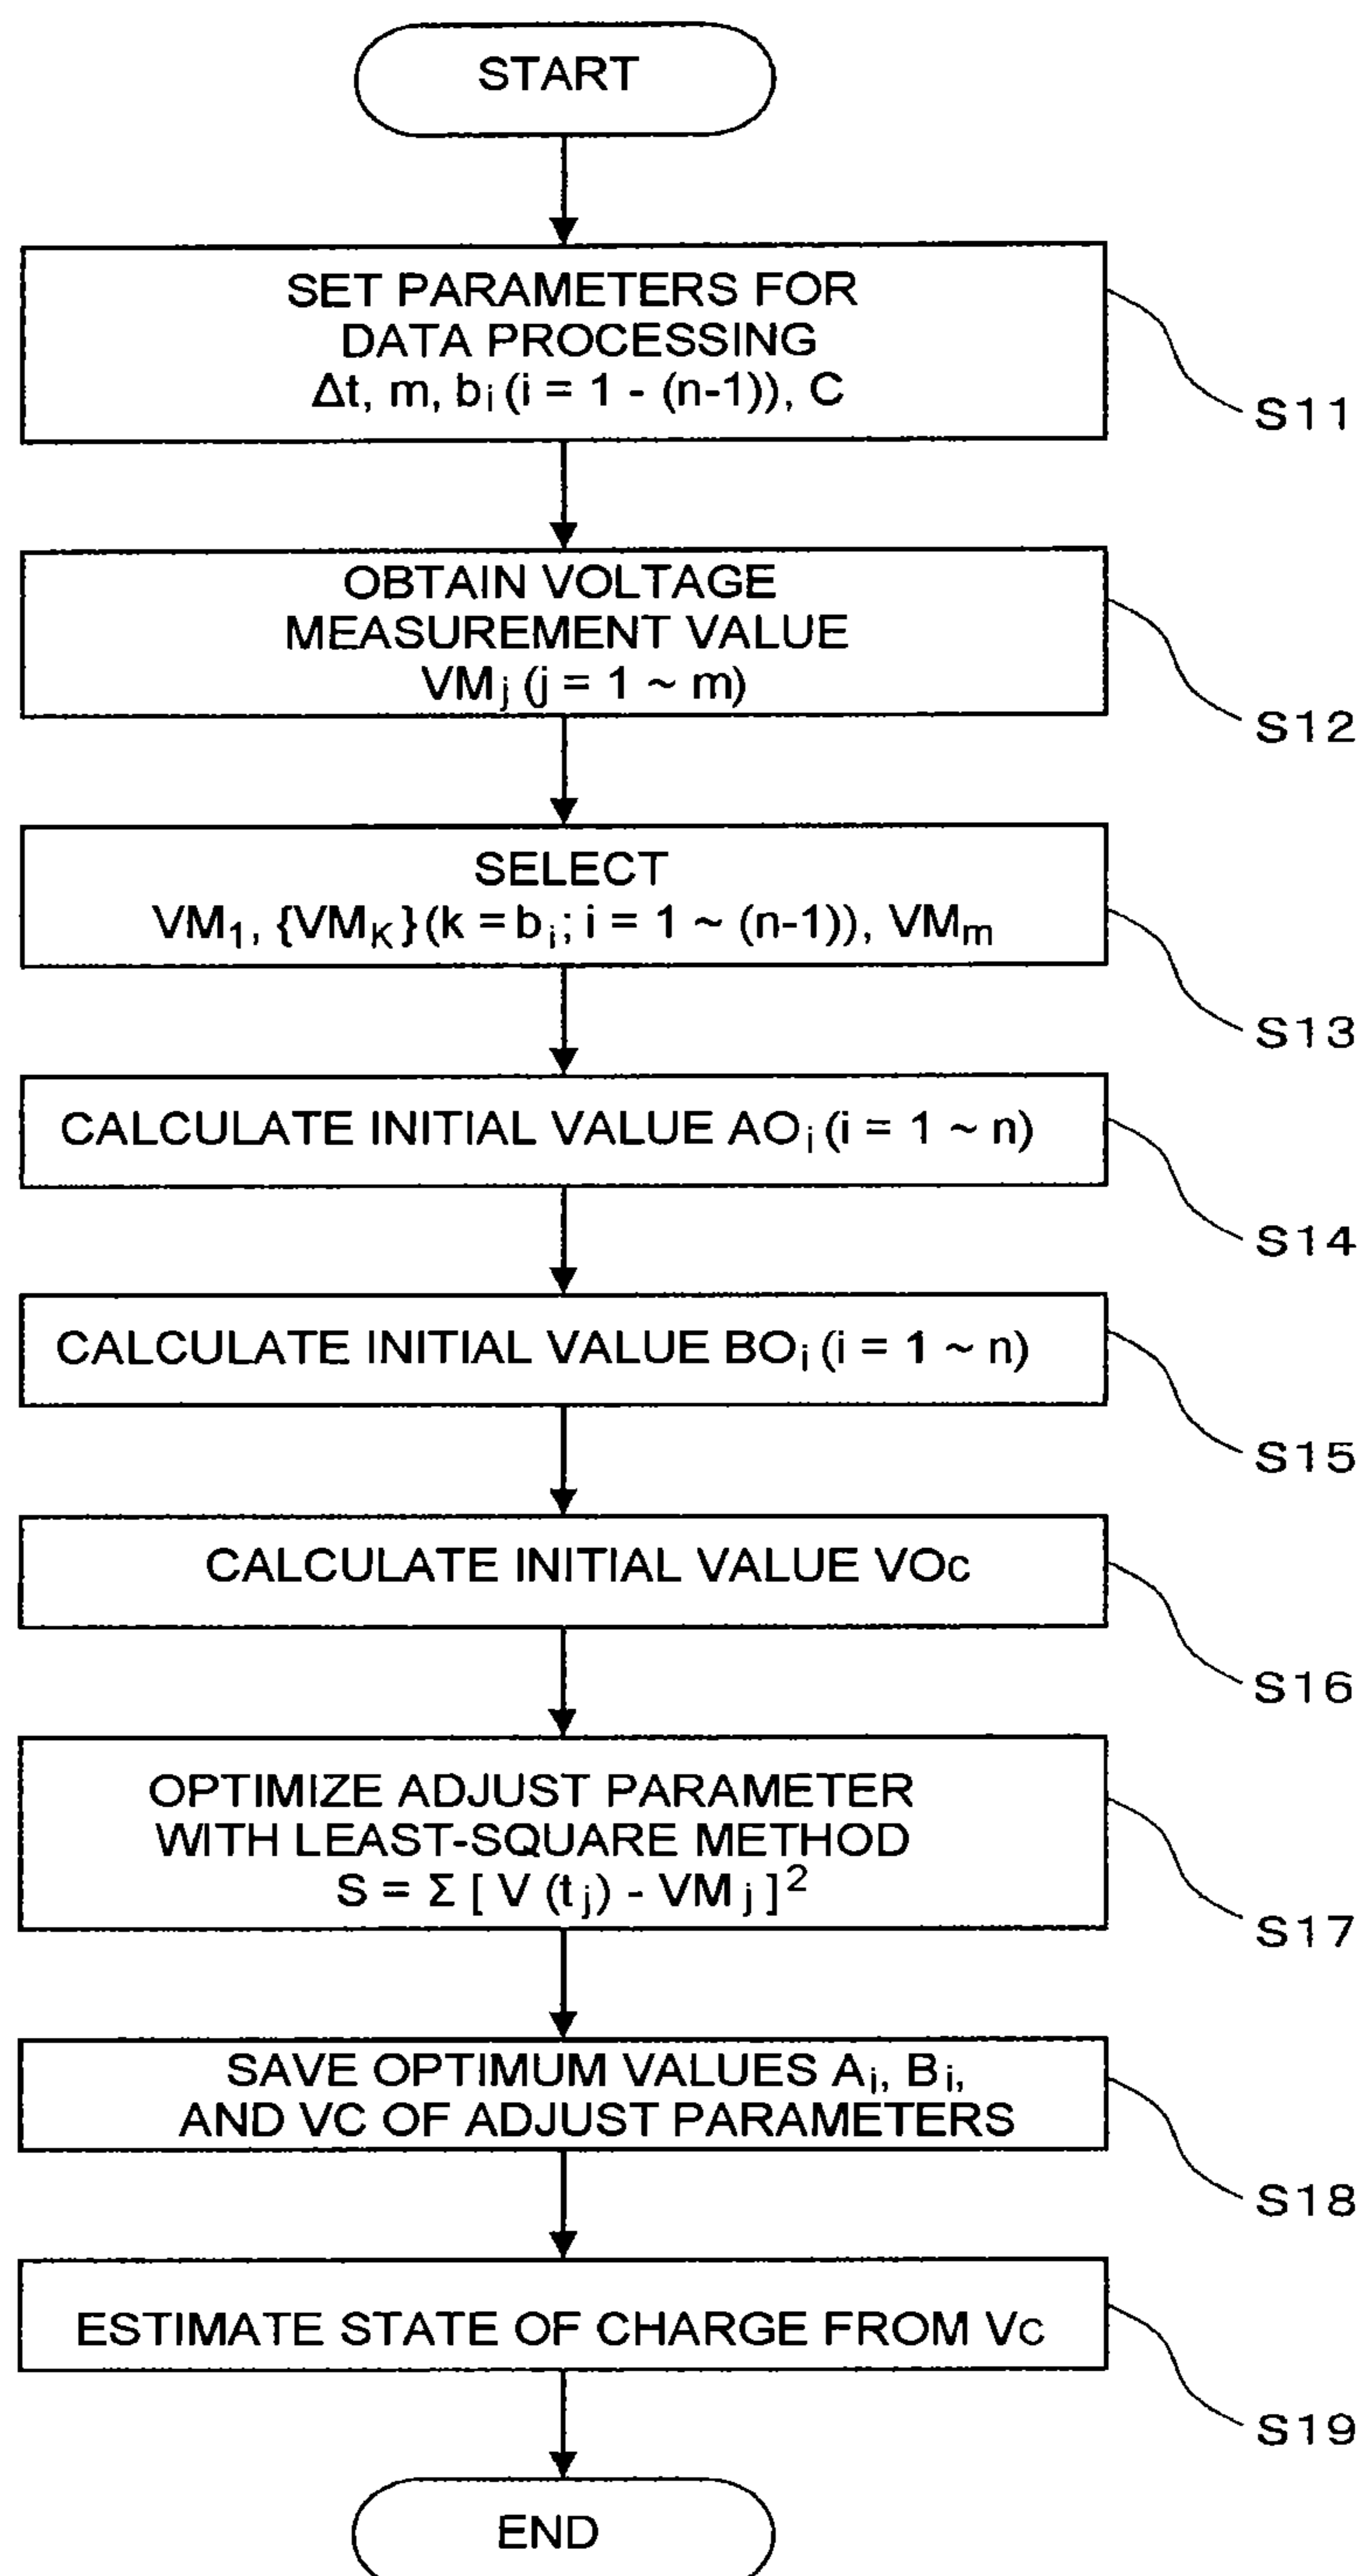 START
SET PARAMETERS FOR
DATA PROCESSING
Δt, m, bi (i = 1 - (n-1)), C
S11
OBTAIN VOLTAGE
MEASUREMENT VALUE
VMj (j = 1 ~ m)
S12
SELECT
VM1, {VMK} (k = bi; i = 1 ~ (n-1)), VMm
S13
CALCULATE INITIAL VALUE AOi (i = 1 ~ n)
S14
CALCULATE INITIAL VALUE BOi (i = 1 ~ n)
S15
CALCULATE INITIAL VALUE VOC
S16
OPTIMIZE ADJUST PARAMETER
WITH LEAST-SQUARE METHOD
S = Σ [ V (tj) - VMj ]²
S17
SAVE OPTIMUM VALUES Ai, Bi,
AND VC OF ADJUST PARAMETERS
S18
ESTIMATE STATE OF CHARGE FROM VC
S19
END